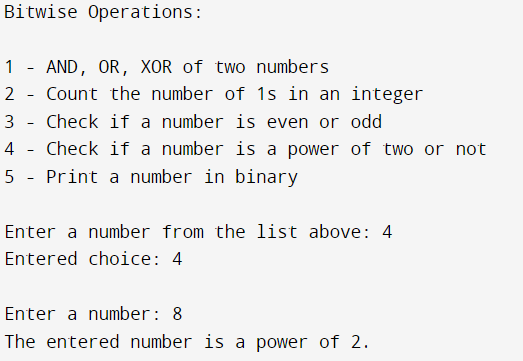 Bitwise Operations:
1 - AND, OR, XOR of two numbers
2 - Count the number of 1s in an integer
3 - Check if a number is even or odd
4 - Check if a number is a power of two or not
5 - Print a number in binary
Enter a number from the list above: 4
Entered choice: 4
Enter a number: 8
The entered number is a power of 2.